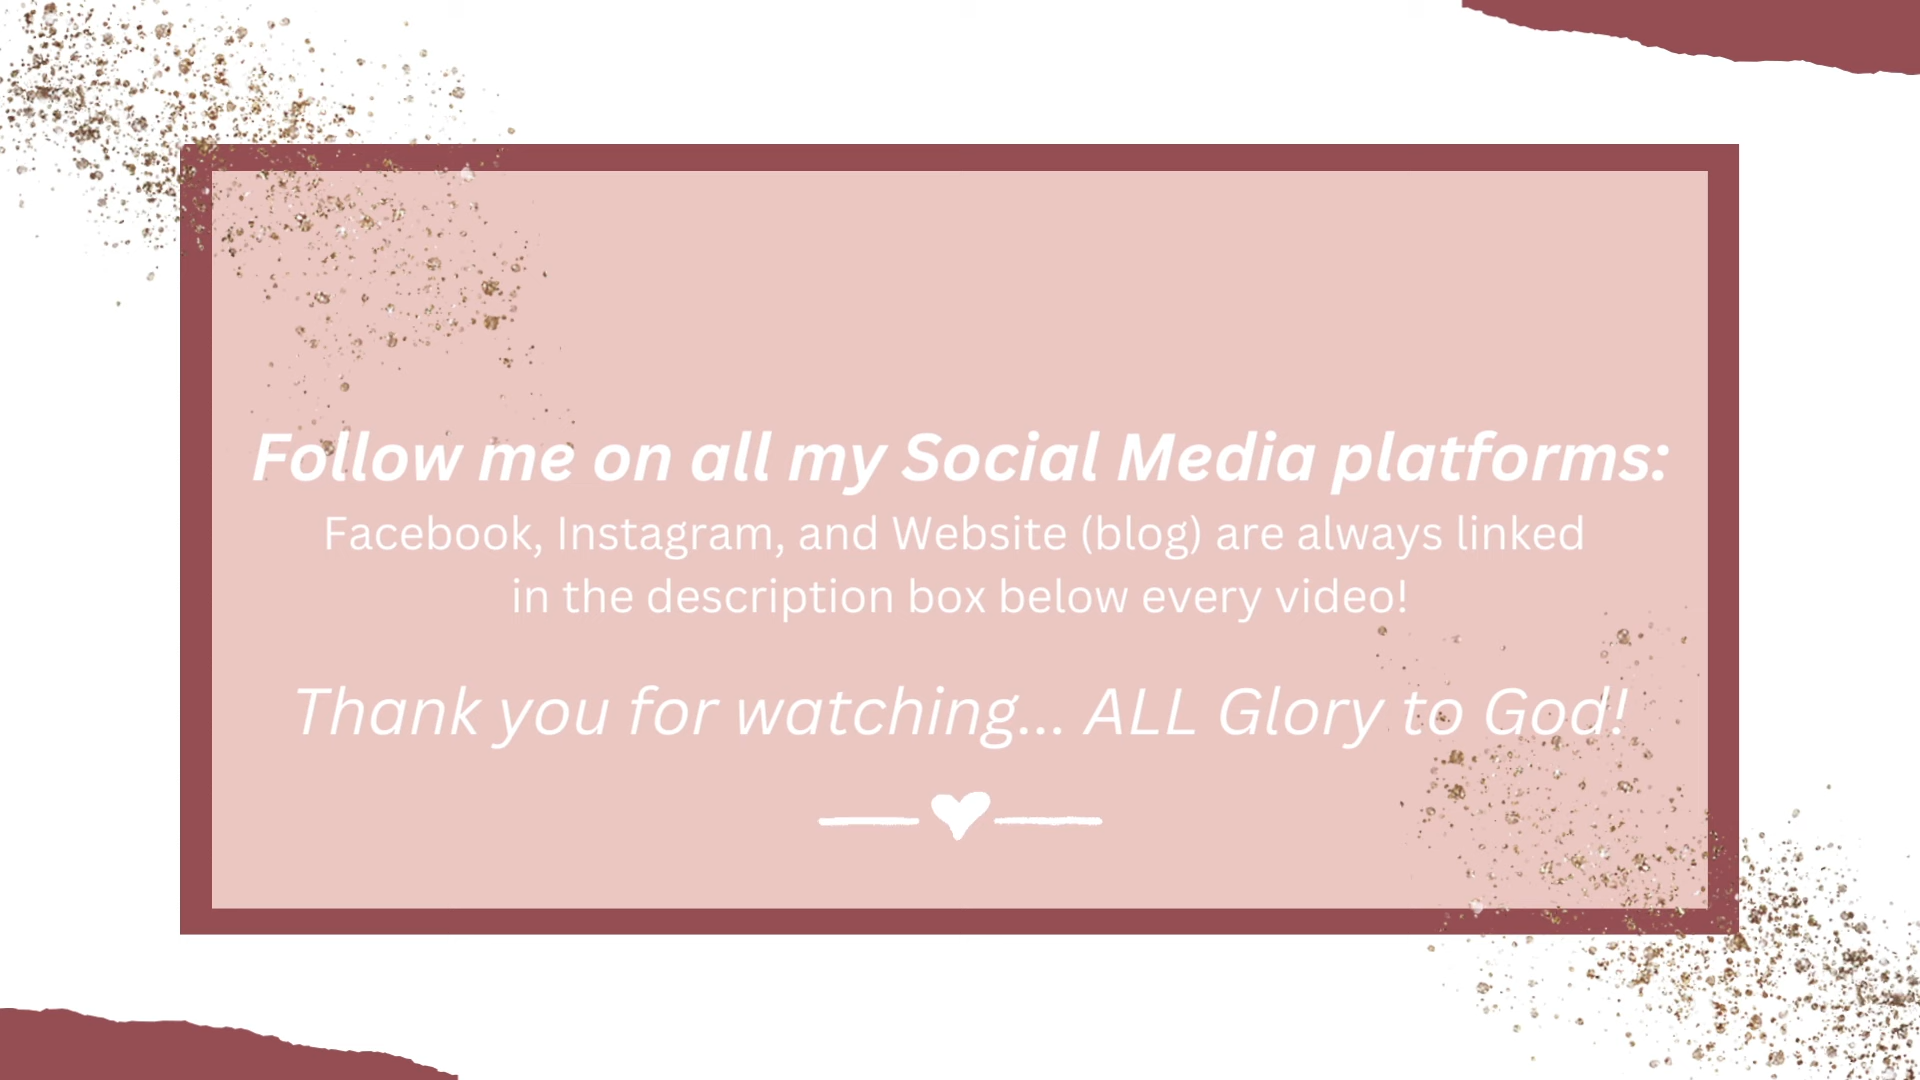 Follow me on all my Social Media platforms:
Facebook, Instagram, and Website (blog) are always linked
in the description box below every video!
Thank you for watching... ALL Glory to God!